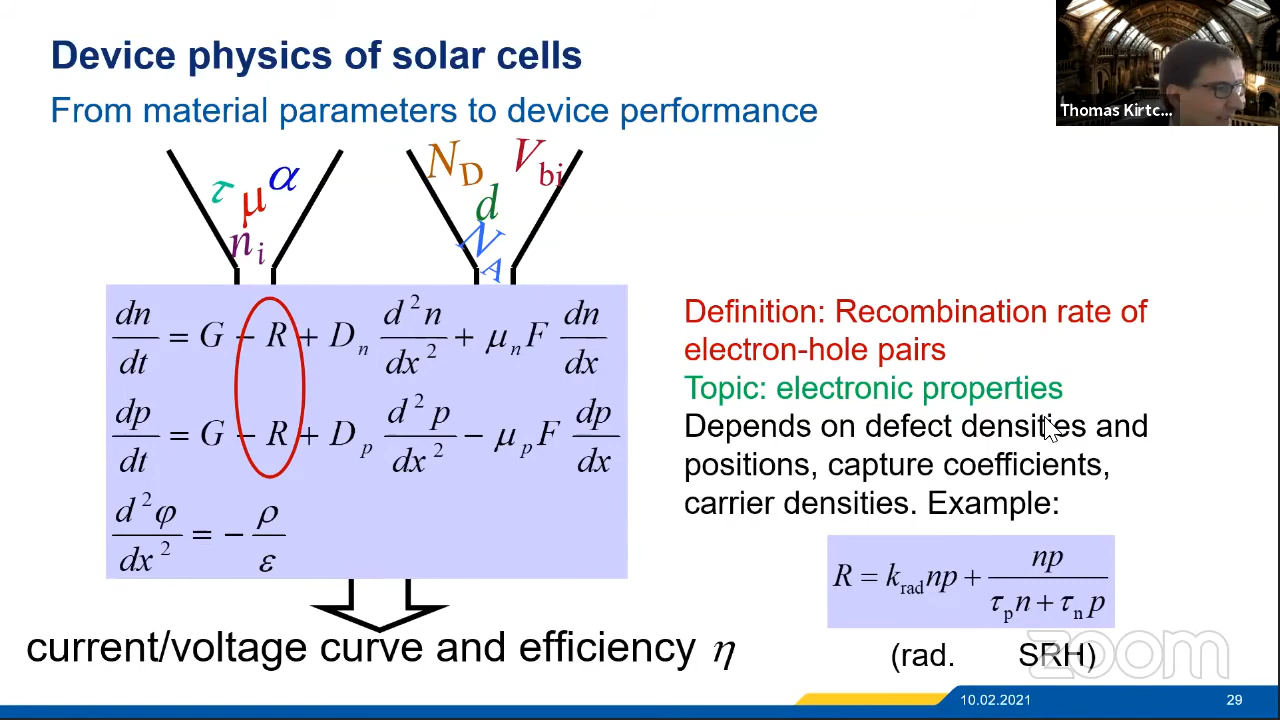 Device physics of solar cells
From material parameters to device performance
Thomas Kirtc...
τ μ α
n_i
N_D V_bi
d
N_A
dn/dt = G − R + D_n d²n/dx² + μ_n F dn/dx
dp/dt = G − R + D_p d²p/dx² − μ_p F dp/dx
d²φ/dx² = − ρ/ε
current/voltage curve and efficiency η
Definition: Recombination rate of
electron-hole pairs
Topic: electronic properties
Depends on defect densities and
positions, capture coefficients,
carrier densities. Example:
R = k_rad np + np/(τ_p n + τ_n p)
(rad. SRH)
zoom
10.02.2021 29